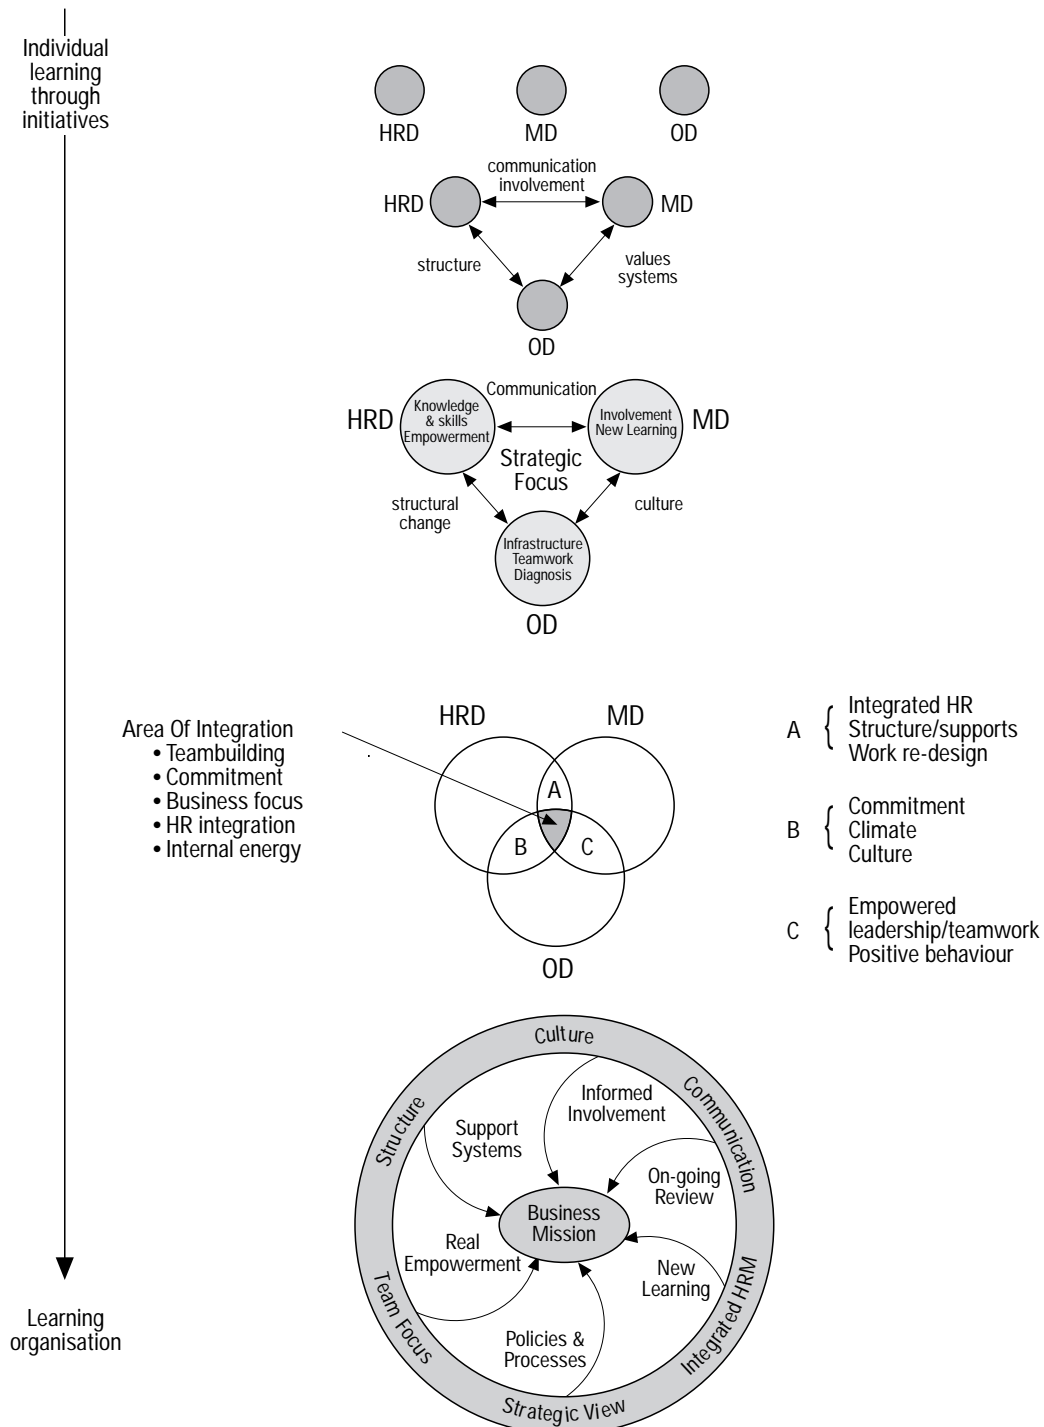 Individual
learning
through
initiatives
HRD
MD
OD
communication
involvement
HRD
MD
structure
values
systems
OD
Communication
HRD
Knowledge
& skills
Empowerment
Involvement
New Learning
MD
Strategic
Focus
structural
change
culture
Infrastructure
Teamwork
Diagnosis
OD
HRD
MD
Area Of Integration
• Teambuilding
• Commitment
• Business focus
• HR integration
• Internal energy
A
B
C
OD
A { Integrated HR
Structure/supports
Work re-design
B { Commitment
Climate
Culture
C { Empowered
leadership/teamwork
Positive behaviour
Culture
Communication
Structure
Informed
Involvement
Support
Systems
On-going
Review
Business
Mission
Real
Empowerment
New
Learning
Policies &
Processes
Team Focus
Integrated HRM
Strategic View
Learning
organisation